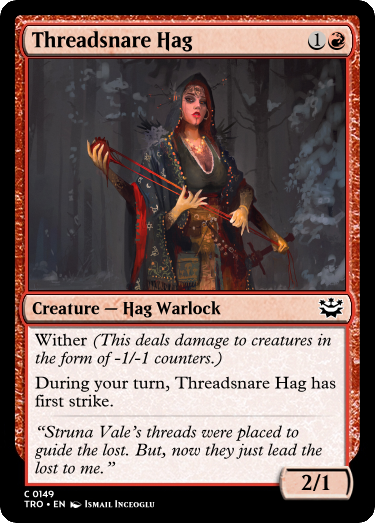 Threadsnare Hag 1
Creature — Hag Warlock
Wither (This deals damage to creatures in
the form of -1/-1 counters.)
During your turn, Threadsnare Hag has
first strike.
“Struna Vale’s threads were placed to
guide the lost. But, now they just lead the
lost to me.”
2/1
C 0149
TRO • EN Ismail Inceoglu